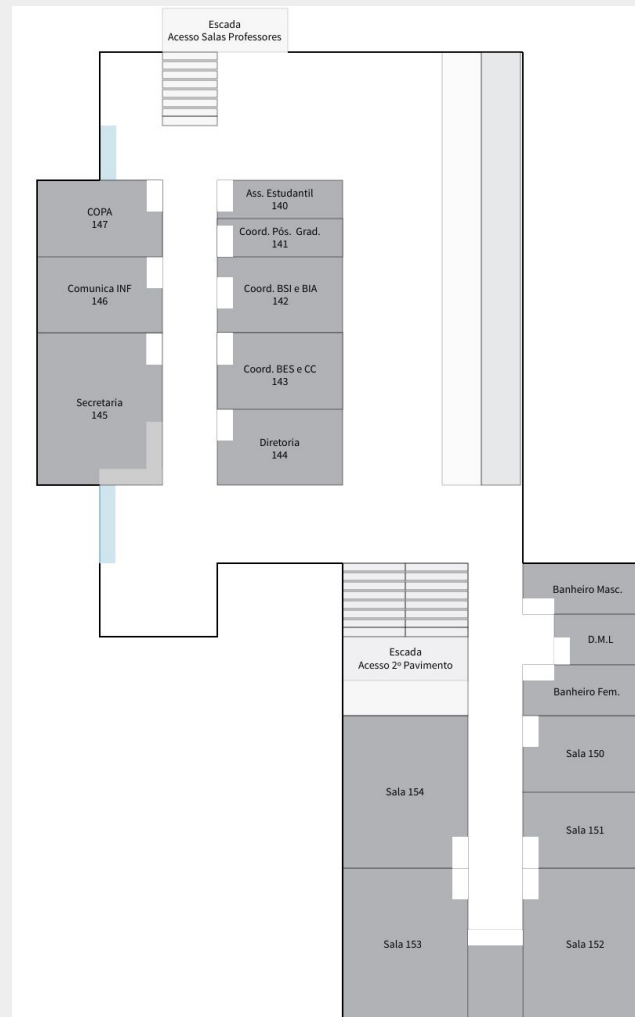 Escada
Acesso Salas Professores
COPA
147
Ass. Estudantil
140
Coord. Pós. Grad.
141
Comunica INF
146
Coord. BSI e BIA
142
Secretaria
145
Coord. BES e CC
143
Diretoria
144
Banheiro Masc.
D.M.L
Escada
Acesso 2º Pavimento
Banheiro Fem.
Sala 150
Sala 154
Sala 151
Sala 153
Sala 152